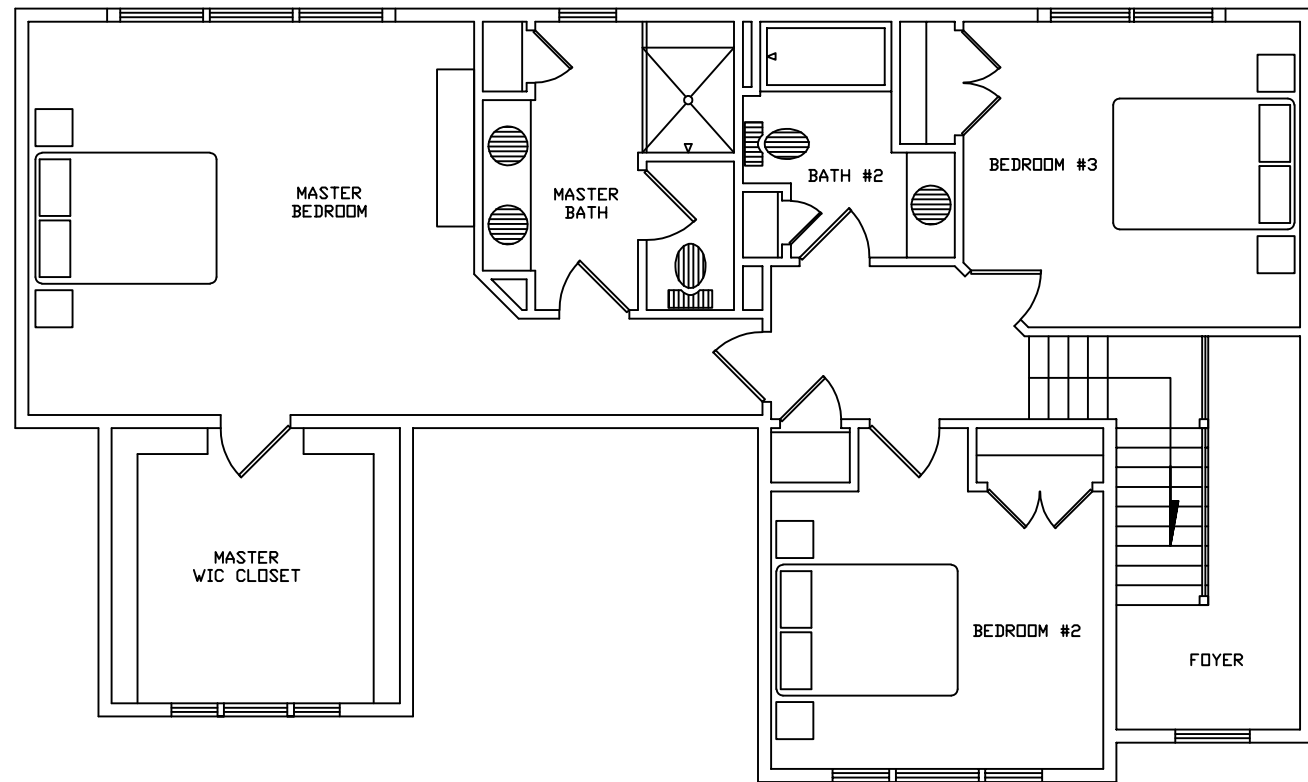 MASTER
BEDROOM
MASTER
BATH
BATH #2
BEDROOM #3
MASTER
WIC CLOSET
BEDROOM #2
FOYER